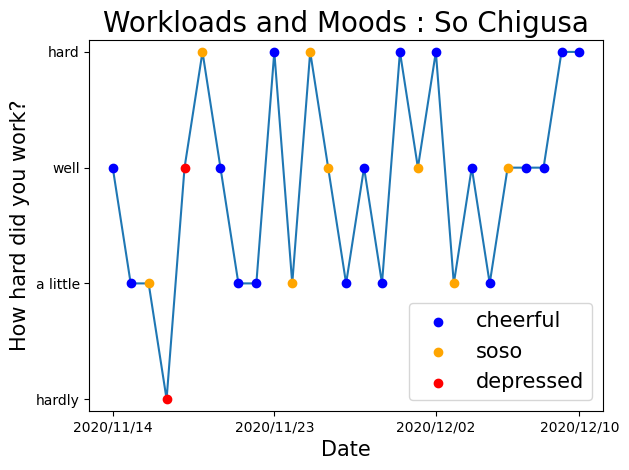 Workloads and Moods : So Chigusa
How hard did you work?
hard
well
a little
hardly
cheerful
soso
depressed
2020/11/14
2020/11/23
2020/12/02
2020/12/10
Date